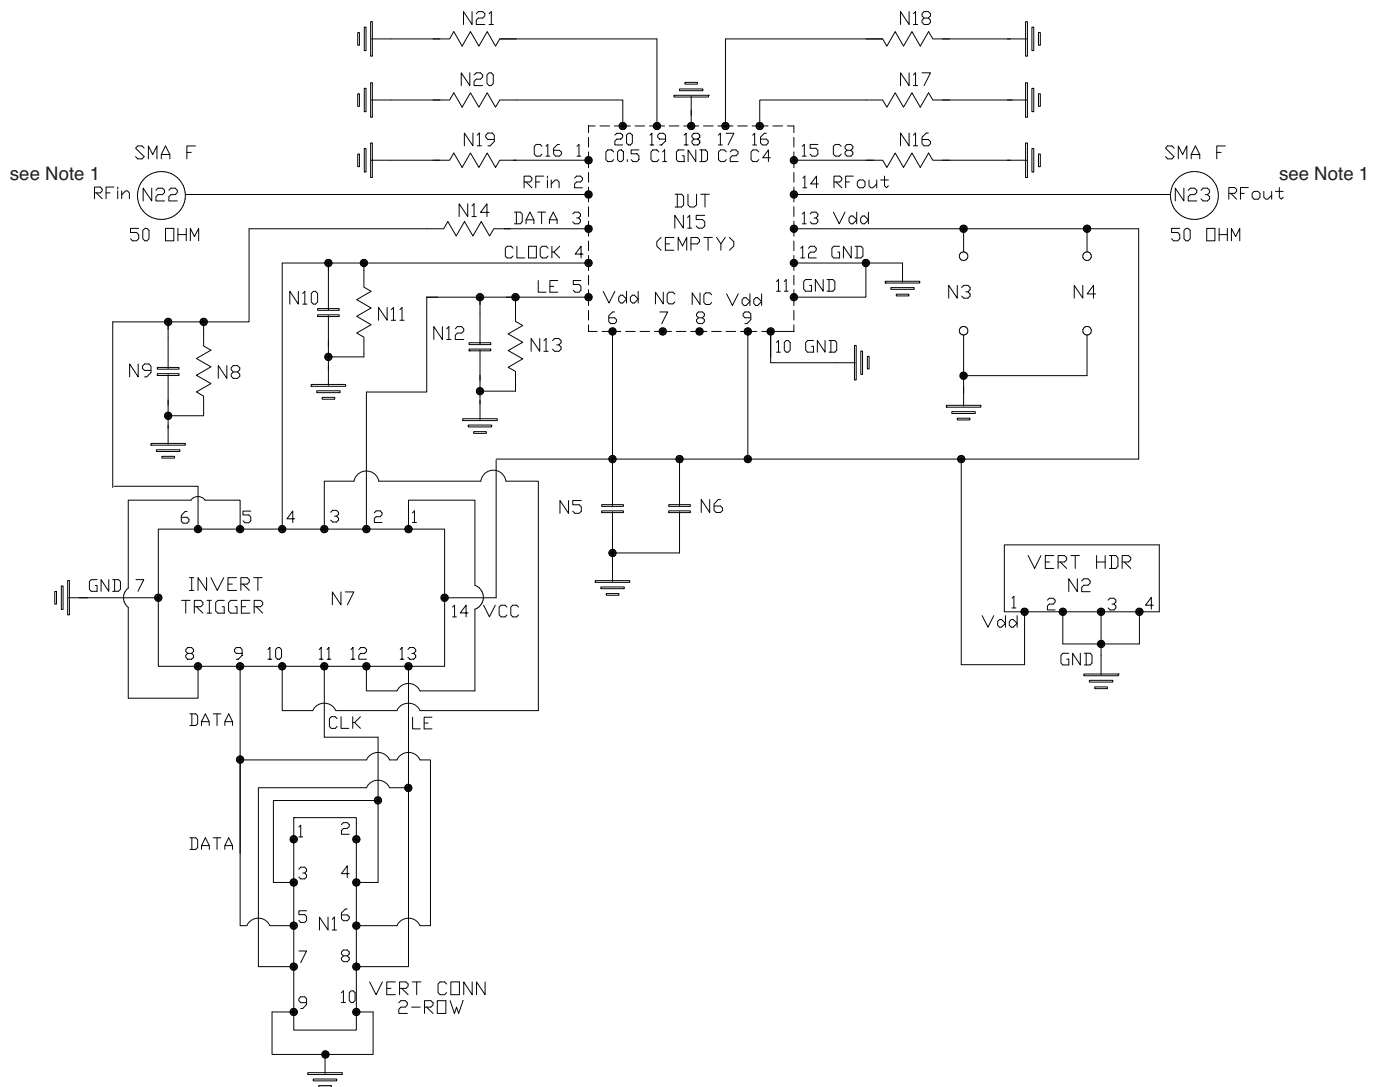 N21
N18
N20
N17
N19
N16
20 19 18 17 16
C0.5 C1 GND C2 C4
C16 1
15 C8
SMA F
SMA F
see Note 1
see Note 1
RFin N22
RFin 2
14 RFout
N23 RFout
50 OHM
50 OHM
DUT
N15
(EMPTY)
N14
DATA 3
13 Vdd
CLOCK 4
12 GND
LE 5
11 GND
Vdd NC NC Vdd
6 7 8 9
10 GND
N3
N4
N10
N11
N12
N13
N9
N8
N5
N6
6 5 4 3 2 1
GND 7
INVERT
TRIGGER
N7
14 VCC
8 9 10 11 12 13
VERT HDR
N2
1 2 3 4
Vdd
GND
DATA
CLK
LE
DATA
1 2
3 4
5 N1 6
7 8
9 10
VERT CONN
2-ROW